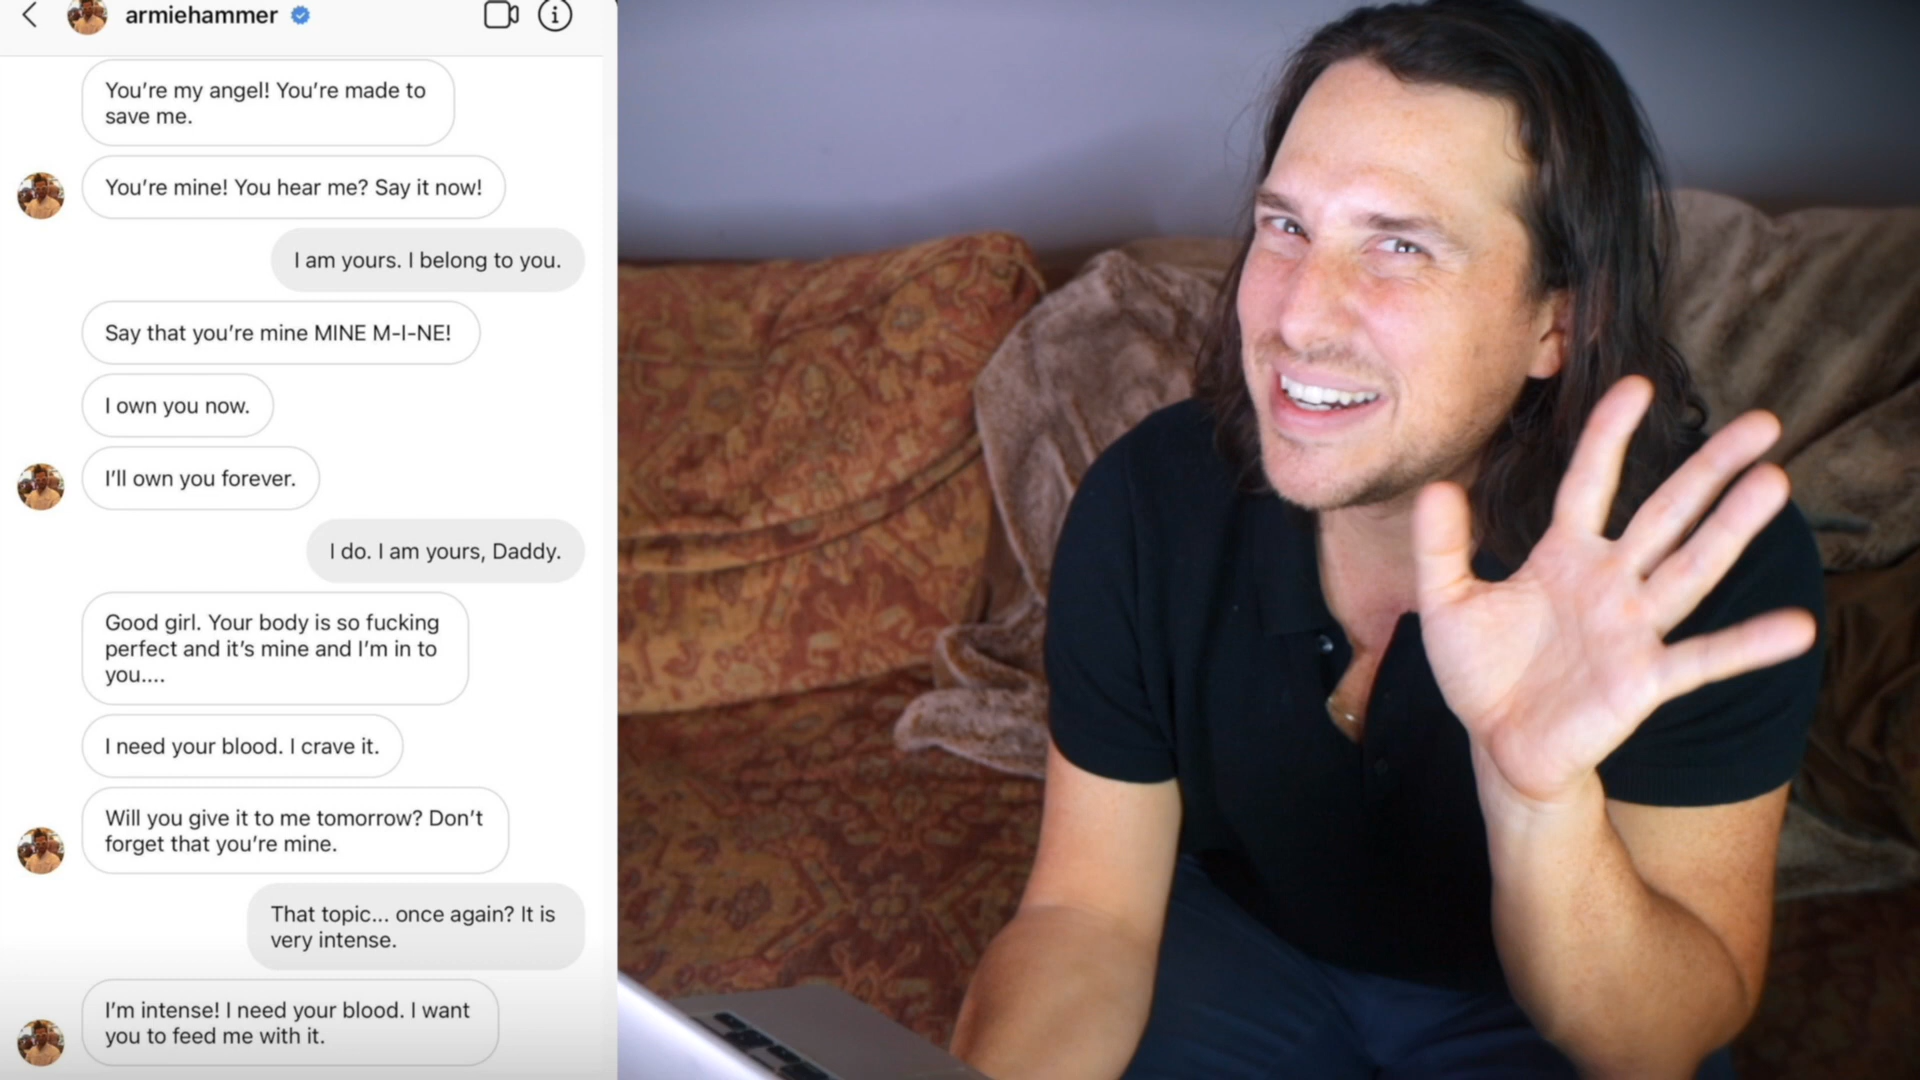 armiehammer
You're my angel! You're made to
save me.
You're mine! You hear me? Say it now!
I am yours. I belong to you.
Say that you're mine MINE M-I-NE!
I own you now.
I'll own you forever.
I do. I am yours, Daddy.
Good girl. Your body is so fucking
perfect and it's mine and I'm in to
you....
I need your blood. I crave it.
Will you give it to me tomorrow? Don't
forget that you're mine.
That topic... once again? It is
very intense.
I'm intense! I need your blood. I want
you to feed me with it.